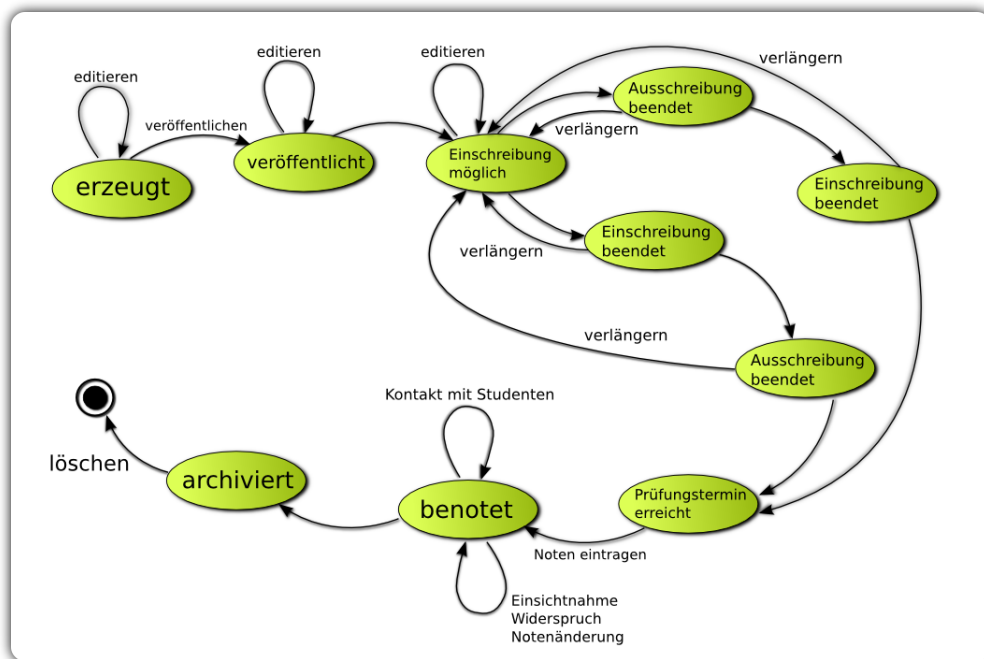 editieren
editieren
editieren
verlängern
veröffentlichen
Ausschreibung
beendet
verlängern
erzeugt
veröffentlicht
Einschreibung
möglich
Einschreibung
beendet
Einschreibung
beendet
verlängern
verlängern
Ausschreibung
beendet
Kontakt mit Studenten
löschen
archiviert
benotet
Prüfungstermin
erreicht
Noten eintragen
Einsichtnahme
Widerspruch
Notenänderung